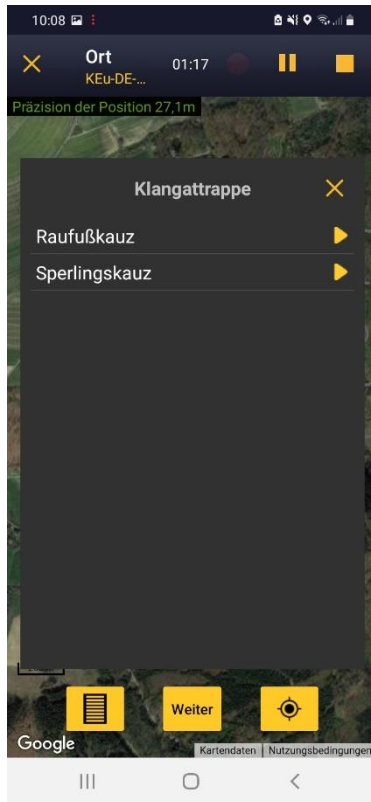 10:08
Ort
KEu-DE-...
01:17
Präzision der Position 27,1m
Klangattrappe
Raufußkauz
Sperlingskauz
Weiter
Google
Kartendaten
Nutzungsbedingungen